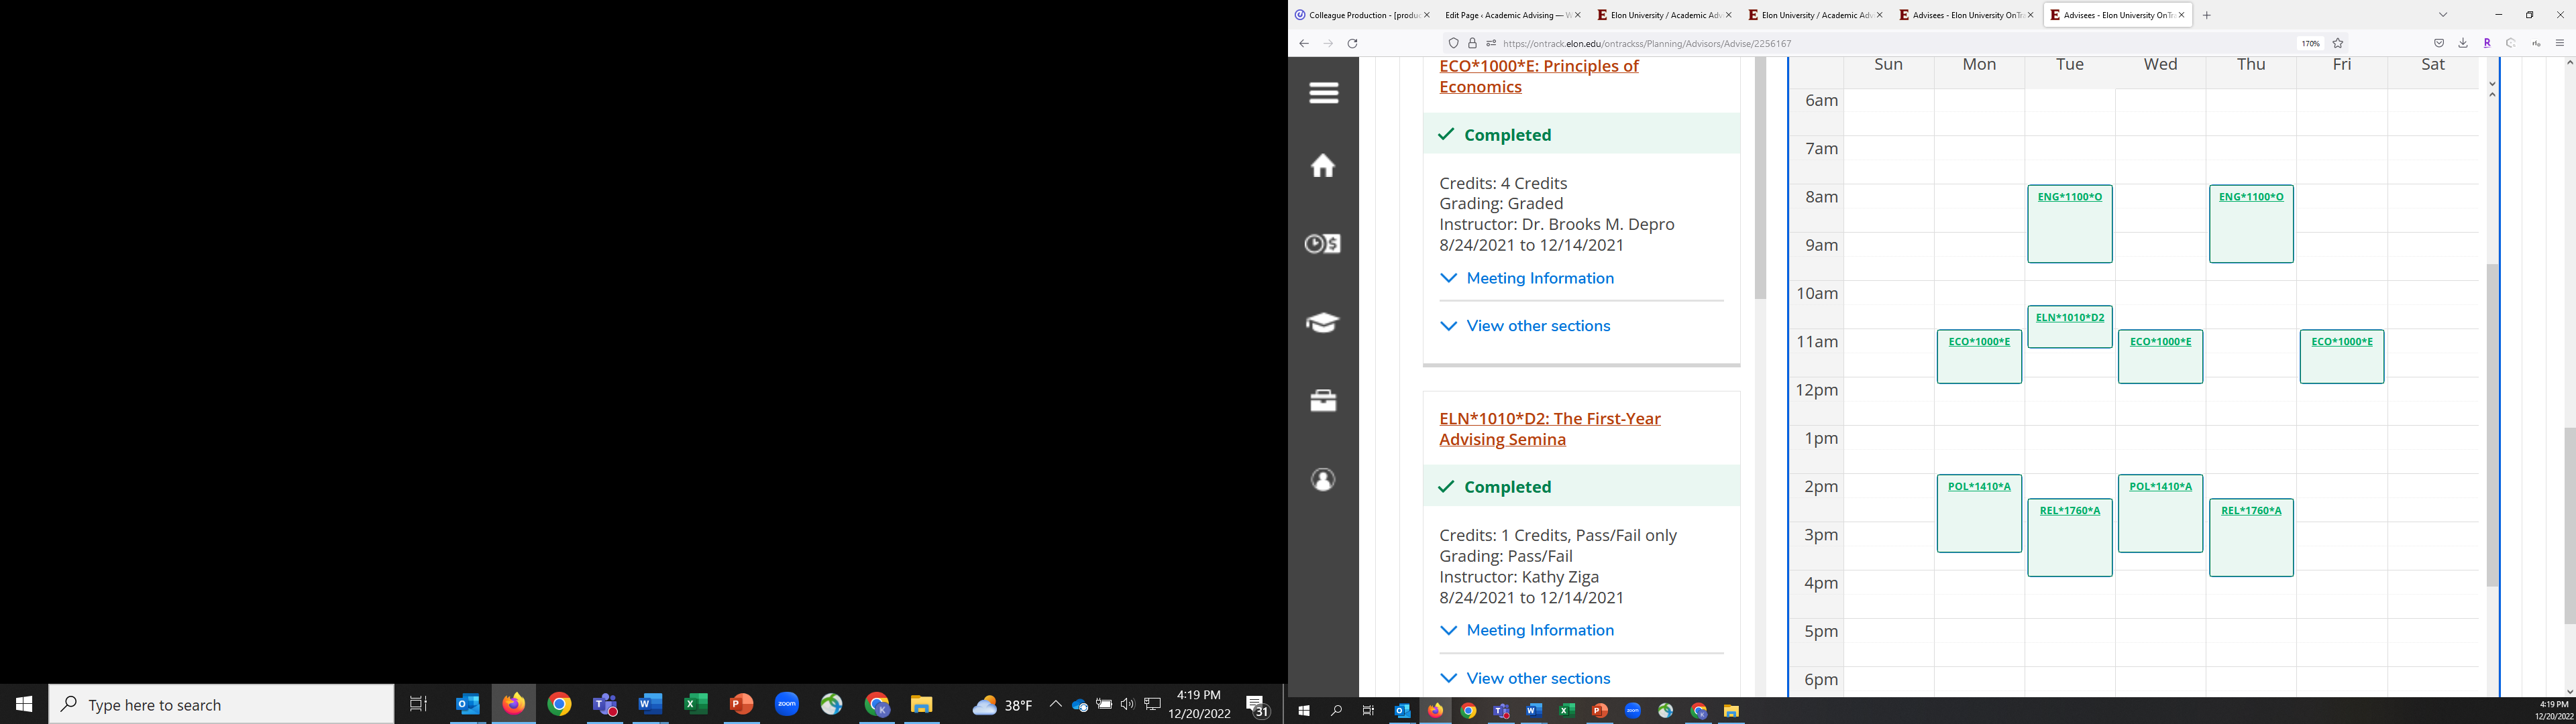 Colleague Production - [produc
Edit Page ‹ Academic Advising — W
Elon University / Academic Adv
Elon University / Academic Adv
Advisees - Elon University OnTra
Advisees - Elon University OnTra
https://ontrack.elon.edu/ontrackss/Planning/Advisors/Advise/2256167
170%
ECO*1000*E: Principles of
Economics
Completed
Credits: 4 Credits
Grading: Graded
Instructor: Dr. Brooks M. Depro
8/24/2021 to 12/14/2021
Meeting Information
View other sections
ELN*1010*D2: The First-Year
Advising Semina
Completed
Credits: 1 Credits, Pass/Fail only
Grading: Pass/Fail
Instructor: Kathy Ziga
8/24/2021 to 12/14/2021
Meeting Information
View other sections
Sun Mon Tue Wed Thu Fri Sat
6am
7am
8am
ENG*1100*O ENG*1100*O
9am
10am
ELN*1010*D2
11am
ECO*1000*E ECO*1000*E ECO*1000*E
12pm
1pm
2pm
POL*1410*A POL*1410*A
REL*1760*A REL*1760*A
3pm
4pm
5pm
6pm
Type here to search
zoom
38°F
4:19 PM
12/20/2022
31
4:19 PM
12/20/2022